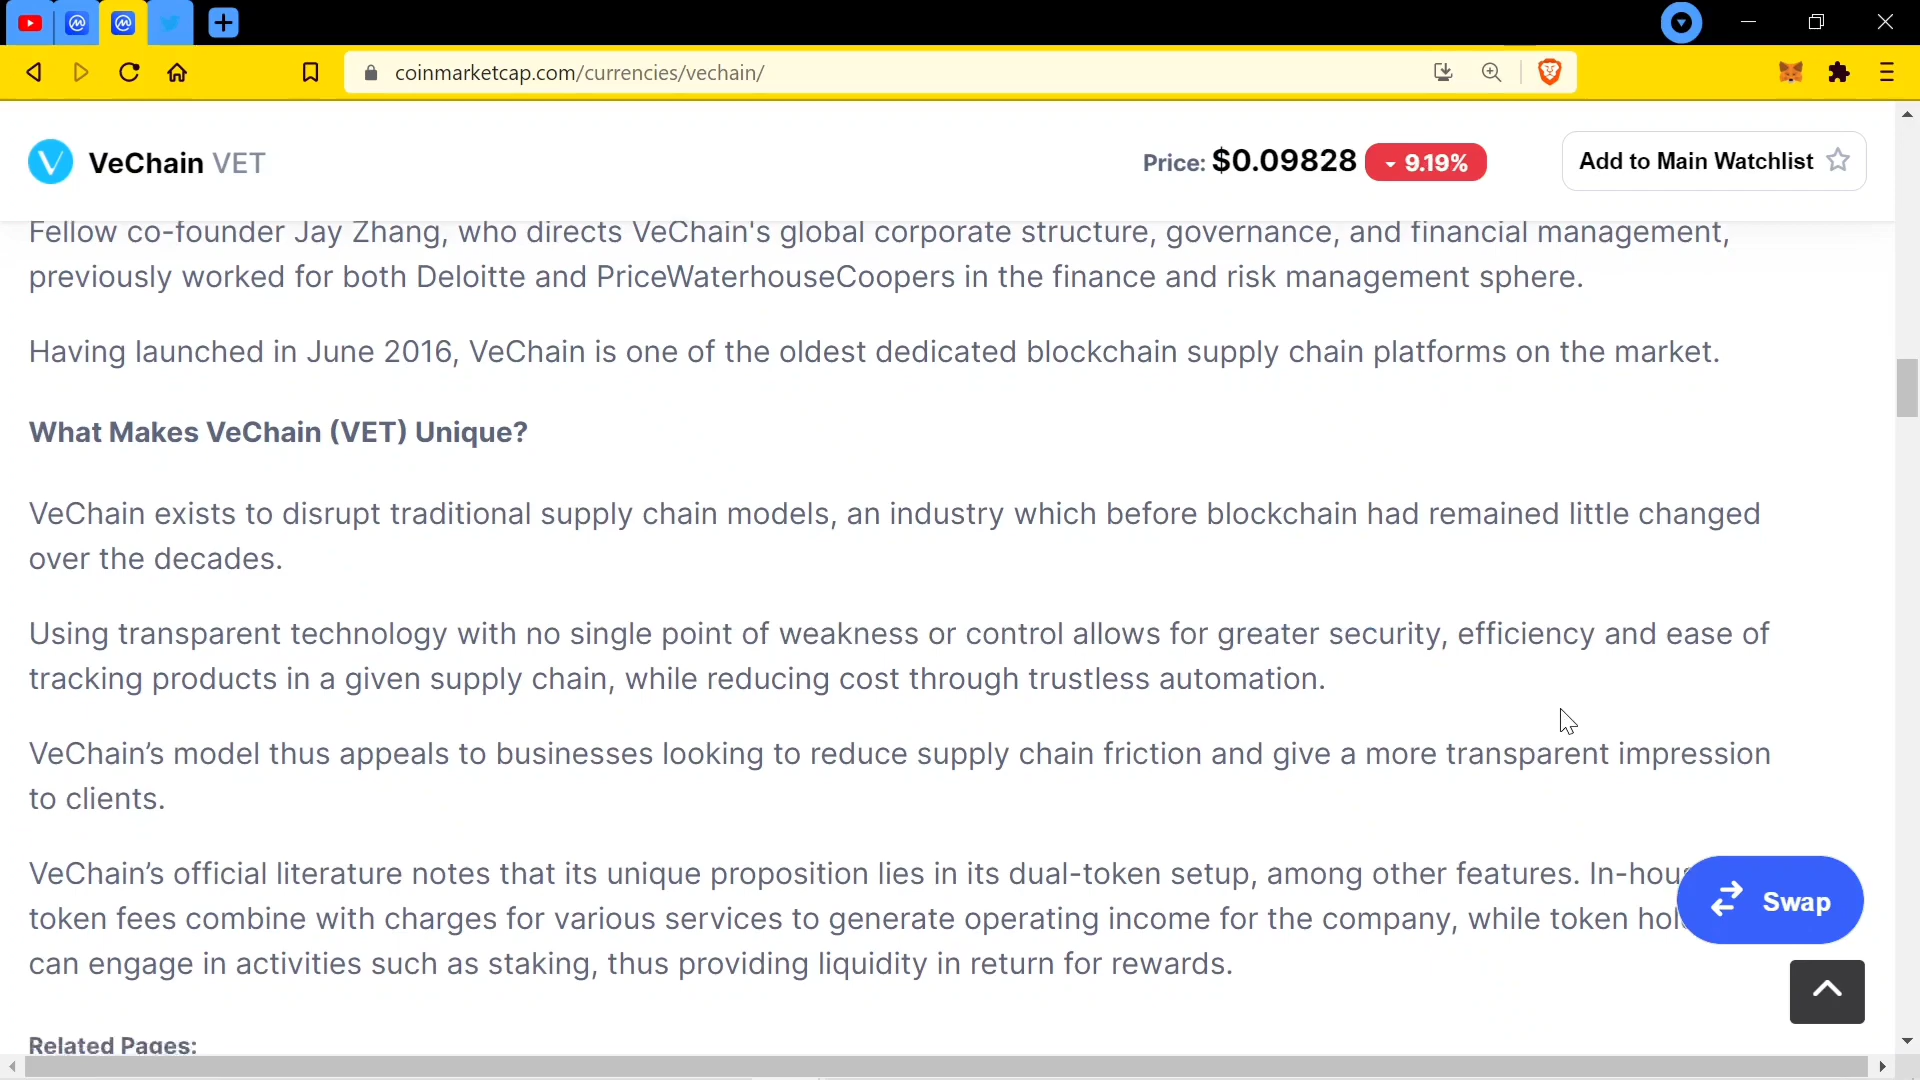 coinmarketcap.com/currencies/vechain/
VeChain VET
Price: $0.09828 9.19%
Add to Main Watchlist
Fellow co-founder Jay Zhang, who directs VeChain's global corporate structure, governance, and financial management,
previously worked for both Deloitte and PriceWaterhouseCoopers in the finance and risk management sphere.
Having launched in June 2016, VeChain is one of the oldest dedicated blockchain supply chain platforms on the market.
What Makes VeChain (VET) Unique?
VeChain exists to disrupt traditional supply chain models, an industry which before blockchain had remained little changed
over the decades.
Using transparent technology with no single point of weakness or control allows for greater security, efficiency and ease of
tracking products in a given supply chain, while reducing cost through trustless automation.
VeChain’s model thus appeals to businesses looking to reduce supply chain friction and give a more transparent impression
to clients.
VeChain’s official literature notes that its unique proposition lies in its dual-token setup, among other features.
token fees combine with charges for various services to generate operating income for the company, while token
can engage in activities such as staking, thus providing liquidity in return for rewards.
Swap
Related Pages: